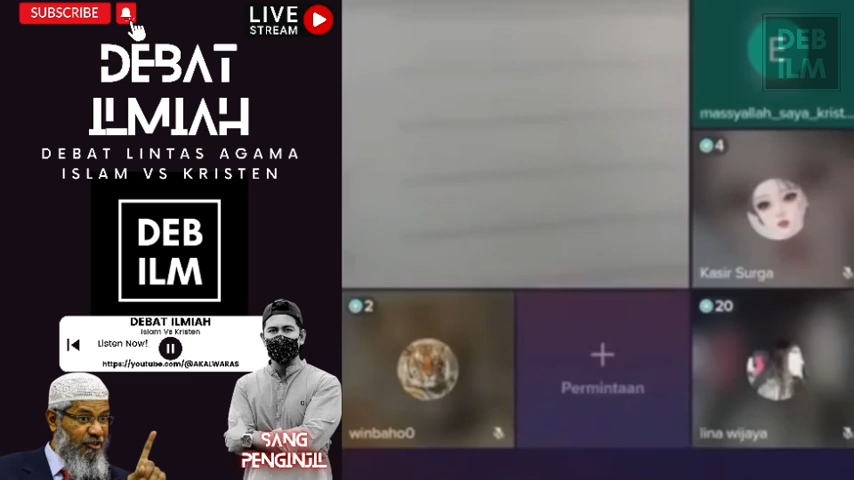 SUBSCRIBE
LIVE
STREAM
DEBAT
ILMIAH
DEBAT LINTAS AGAMA
ISLAM VS KRISTEN
DEB
ILM
DEBAT ILMIAH
Islam Vs Kristen
Listen Now!
https://youtube.com/@AKALWARAS
SANG
PENGINJIL
E
DEB
ILM
massyallah_saya_krist...
4
Kasir Surga
2
winbaho0
Permintaan
20
lina wijaya